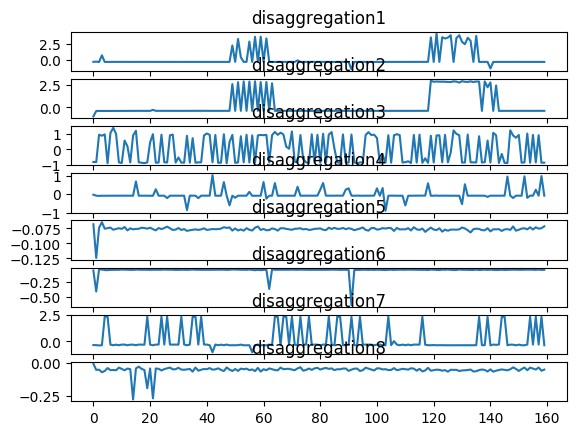 disaggregation1
2.5
0.0
disaggregation2
2.5
0.0
disaggregation3
1
0
−1
disaggregation4
1
0
−1
disaggregation5
−0.075
−0.100
−0.125
disaggregation6
−0.25
−0.50
disaggregation7
2.5
0.0
disaggregation8
0.00
−0.25
0 20 40 60 80 100 120 140 160